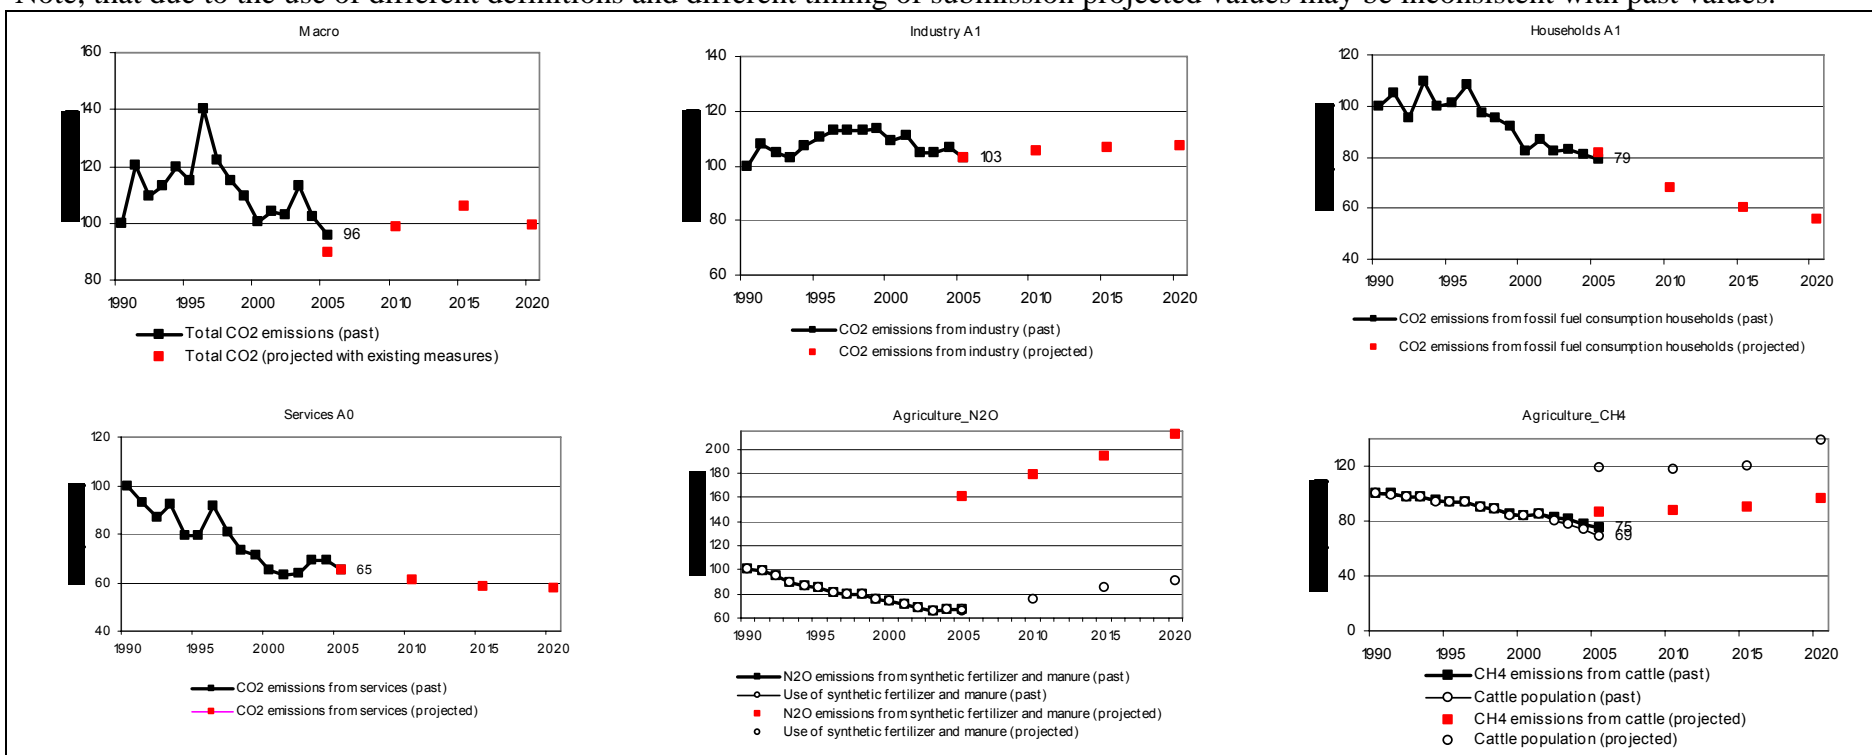 Note, that due to the use of different definitions and different timing of submission projected values may be inconsistent with past values.
Macro
160
140
120
100
80
1990 1995 2000 2005 2010 2015 2020
96
Total CO2 emissions (past)
Total CO2 (projected with existing measures)
Industry A1
140
120
100
80
60
1990 1995 2000 2005 2010 2015 2020
103
CO2 emissions from industry (past)
CO2 emissions from industry (projected)
Households A1
120
100
80
60
40
1990 1995 2000 2005 2010 2015 2020
79
CO2 emissions from fossil fuel consumption households (past)
CO2 emissions from fossil fuel consumption households (projected)
Services A0
120
100
80
60
40
1990 1995 2000 2005 2010 2015 2020
65
CO2 emissions from services (past)
CO2 emissions from services (projected)
Agriculture_N2O
200
180
160
140
120
100
80
60
1990 1995 2000 2005 2010 2015 2020
N2O emissions from synthetic fertilizer and manure (past)
Use of synthetic fertilizer and manure (past)
N2O emissions from synthetic fertilizer and manure (projected)
Use of synthetic fertilizer and manure (projected)
Agriculture_CH4
120
80
40
0
1990 1995 2000 2005 2010 2015 2020
75
69
CH4 emissions from cattle (past)
Cattle population (past)
CH4 emissions from cattle (projected)
Cattle population (projected)